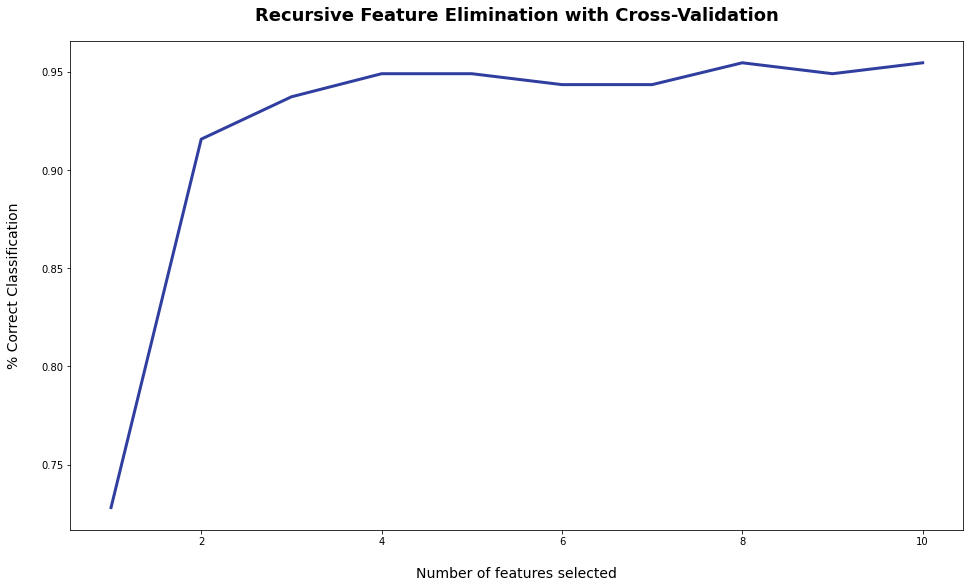 Recursive Feature Elimination with Cross-Validation
% Correct Classification
0.95
0.90
0.85
0.80
0.75
2 4 6 8 10
Number of features selected